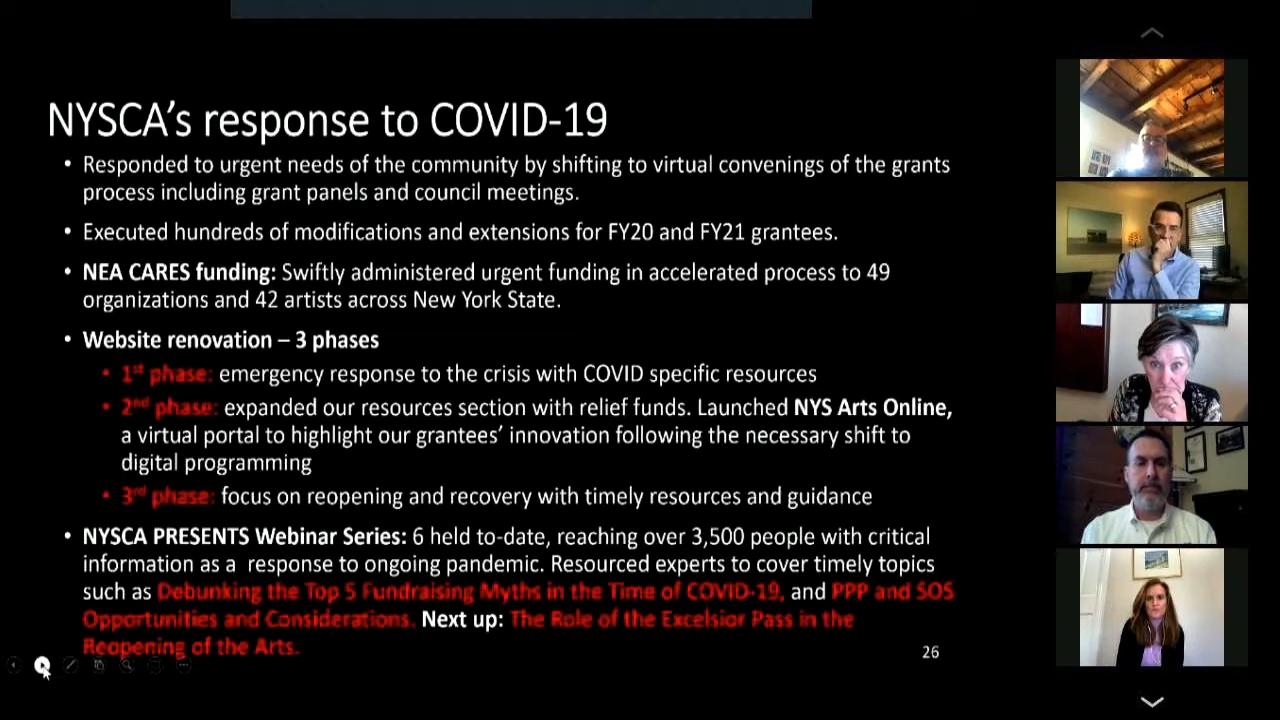 NYSCA's response to COVID-19
• Responded to urgent needs of the community by shifting to virtual convenings of the grants
process including grant panels and council meetings.
• Executed hundreds of modifications and extensions for FY20 and FY21 grantees.
• NEA CARES funding: Swiftly administered urgent funding in accelerated process to 49
organizations and 42 artists across New York State.
• Website renovation – 3 phases
• 1st phase: emergency response to the crisis with COVID specific resources
• 2nd phase: expanded our resources section with relief funds. Launched NYS Arts Online,
a virtual portal to highlight our grantees' innovation following the necessary shift to
digital programming
• 3rd phase: focus on reopening and recovery with timely resources and guidance
• NYSCA PRESENTS Webinar Series: 6 held to-date, reaching over 3,500 people with critical
information as a response to ongoing pandemic. Resourced experts to cover timely topics
such as Debunking the Top 5 Fundraising Myths in the Time of COVID-19, and PPP and SOS
Opportunities and Considerations. Next up: The Role of the Excelsior Pass in the
Reopening of the Arts.
26